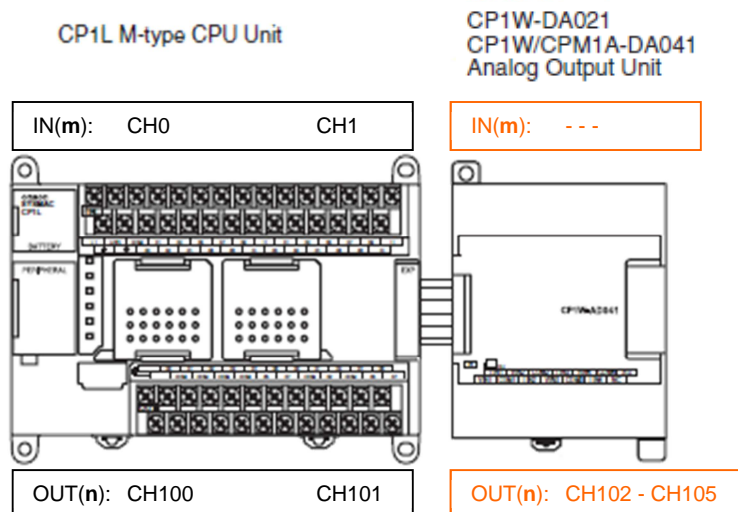 CP1L M-type CPU Unit
CP1W-DA021
CP1W/CPM1A-DA041
Analog Output Unit
IN(m): CH0 CH1
IN(m): - - -
CP1L
BATTERY
PERIPHERAL
EXP
CP1W-AD041
OUT(n): CH100 CH101
OUT(n): CH102 - CH105